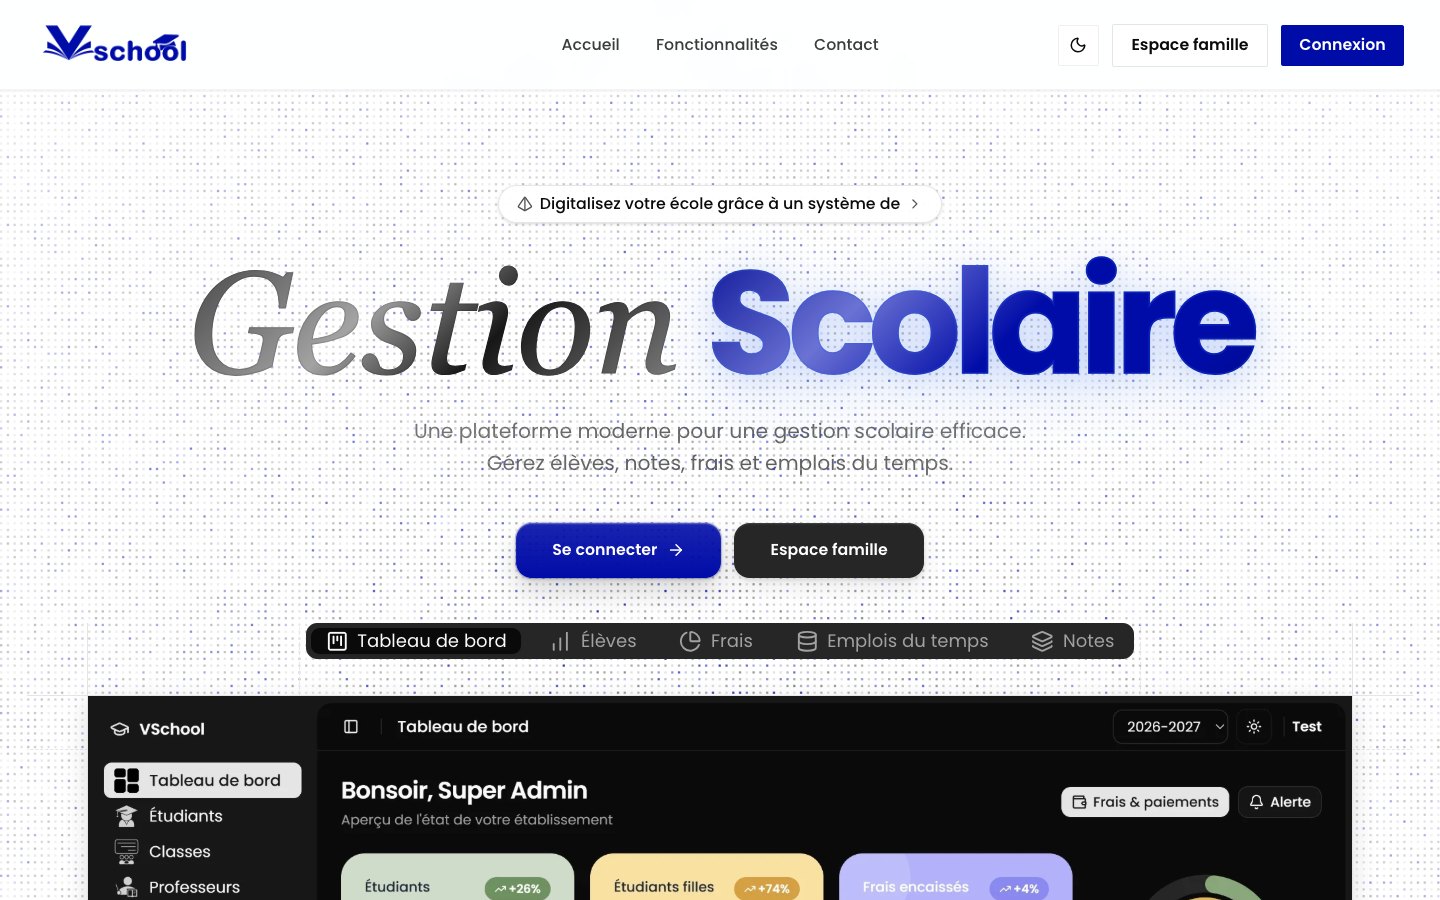 Vschool
Accueil
Fonctionnalités
Contact
Espace famille
Connexion
Digitalisez votre école grâce à un système de
Gestion Scolaire
Une plateforme moderne pour une gestion scolaire efficace.
Gérez élèves, notes, frais et emplois du temps.
Se connecter
Espace famille
Tableau de bord
Élèves
Frais
Emplois du temps
Notes
VSchool
Tableau de bord
2026-2027
Test
Tableau de bord
Étudiants
Classes
Professeurs
Bonsoir, Super Admin
Aperçu de l'état de votre établissement
Frais & paiements
Alerte
Étudiants
+26%
Étudiants filles
+74%
Frais encaissés
+4%